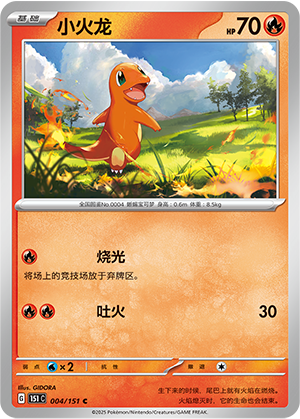 基础
小火龙
HP 70
全国图鉴No.0004 蜥蜴宝可梦 身高:0.6m 体重:8.5kg
烧光
将场上的竞技场放于弃牌区。
吐火 30
弱点 ×2 抵抗力 撤退
Illus. GIDORA
G 151 C 004/151 C
生下来的时候,尾巴上就有火焰在燃烧。
火焰熄灭时,它的生命也会结束。
©2025 Pokémon/Nintendo/Creatures/GAME FREAK.